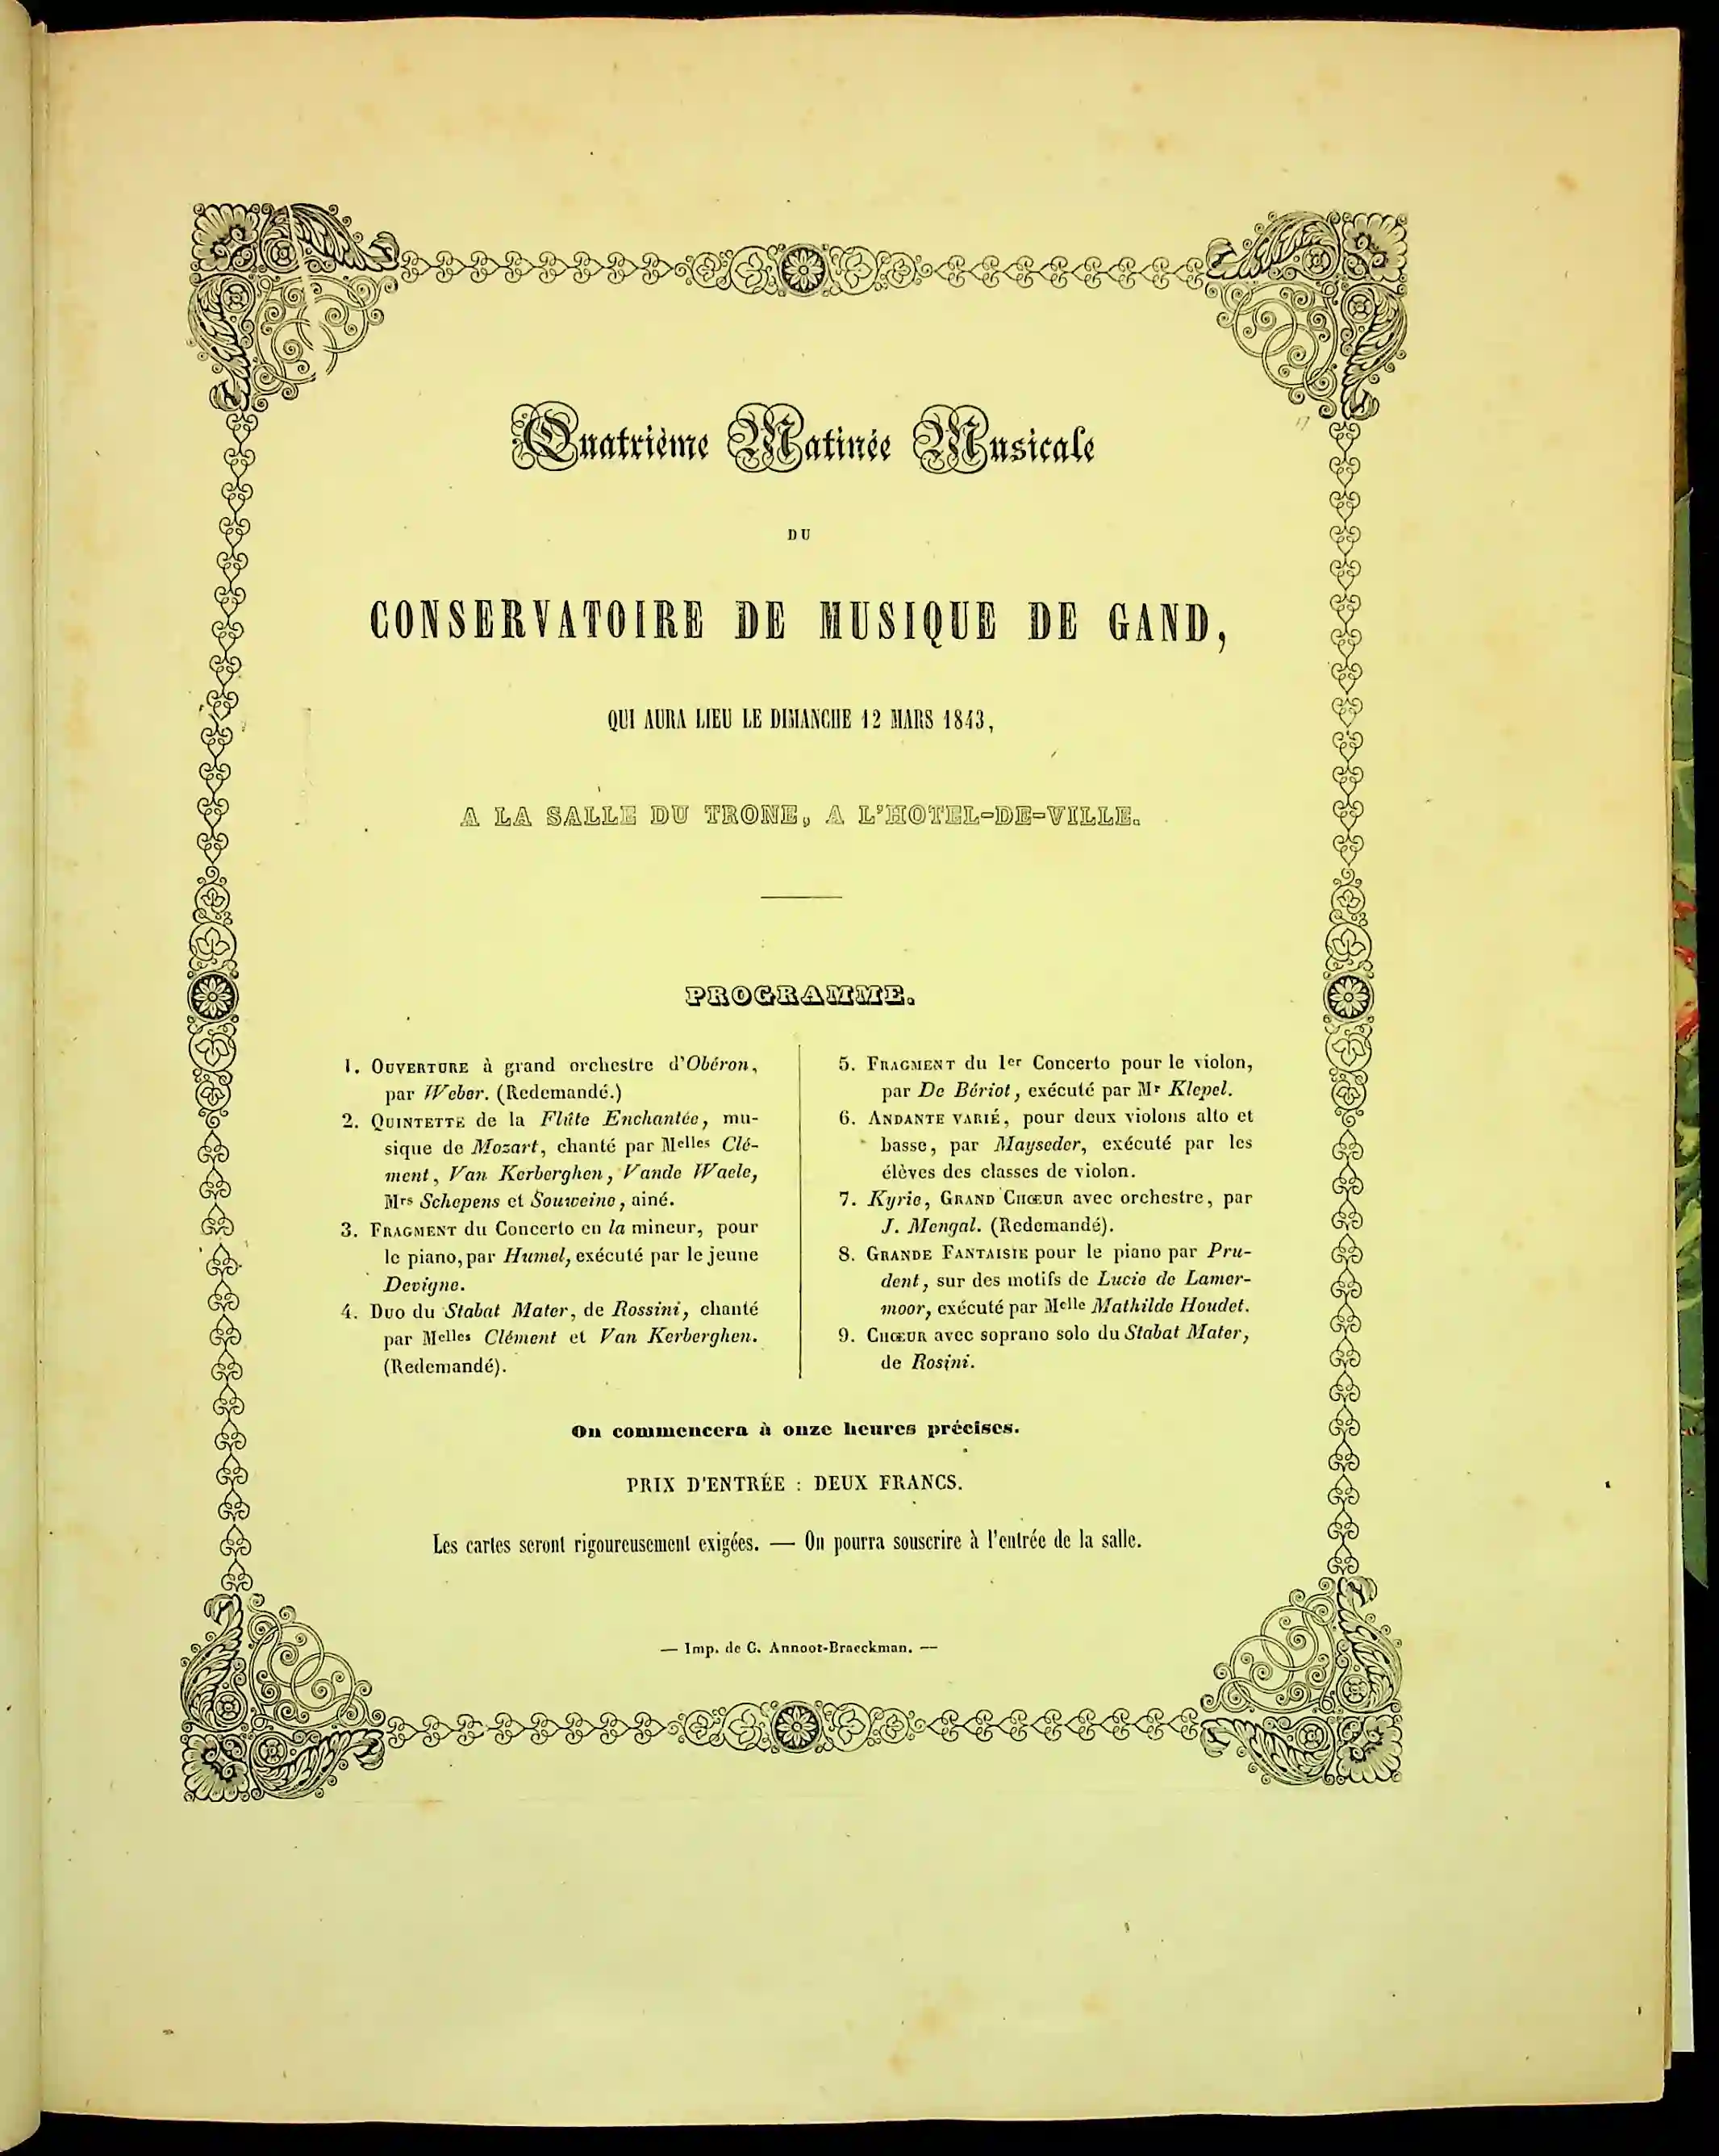 Quatrième Matinée Musicale
DU
CONSERVATOIRE DE MUSIQUE DE GAND,
QUI AURA LIEU LE DIMANCHE 12 MARS 1843,
A LA SALLE DU TRONE, A L'HOTEL-DE-VILLE.
PROGRAMME.
1. OUVERTURE à grand orchestre d'Obéron,
par Weber. (Redemandé.)
2. QUINTETTE de la Flûte Enchantée, mu-
sique de Mozart, chanté par Melles Clé-
ment, Van Kerberghen, Vande Waele,
Mrs Schepens et Souweine, ainé.
3. FRAGMENT du Concerto en la mineur, pour
le piano, par Humel, exécuté par le jeune
Devigne.
4. Duo du Stabat Mater, de Rossini, chanté
par Melles Clément et Van Kerberghen.
(Redemandé).
5. FRAGMENT du 1er Concerto pour le violon,
par De Bériot, exécuté par Mr Klepel.
6. ANDANTE VARIÉ, pour deux violons alto et
basse, par Mayseder, exécuté par les
élèves des classes de violon.
7. Kyrie, GRAND CHŒUR avec orchestre, par
J. Mengal. (Redemandé).
8. GRANDE FANTAISIE pour le piano par Pru-
dent, sur des motifs de Lucie de Lamer-
moor, exécuté par Melle Mathilde Houdet.
9. CHŒUR avec soprano solo du Stabat Mater,
de Rosini.
On commencera à onze heures précises.
PRIX D'ENTRÉE : DEUX FRANCS.
Les cartes seront rigoureusement exigées. — On pourra souscrire à l'entrée de la salle.
— Imp. de C. Annoot-Braeckman. —